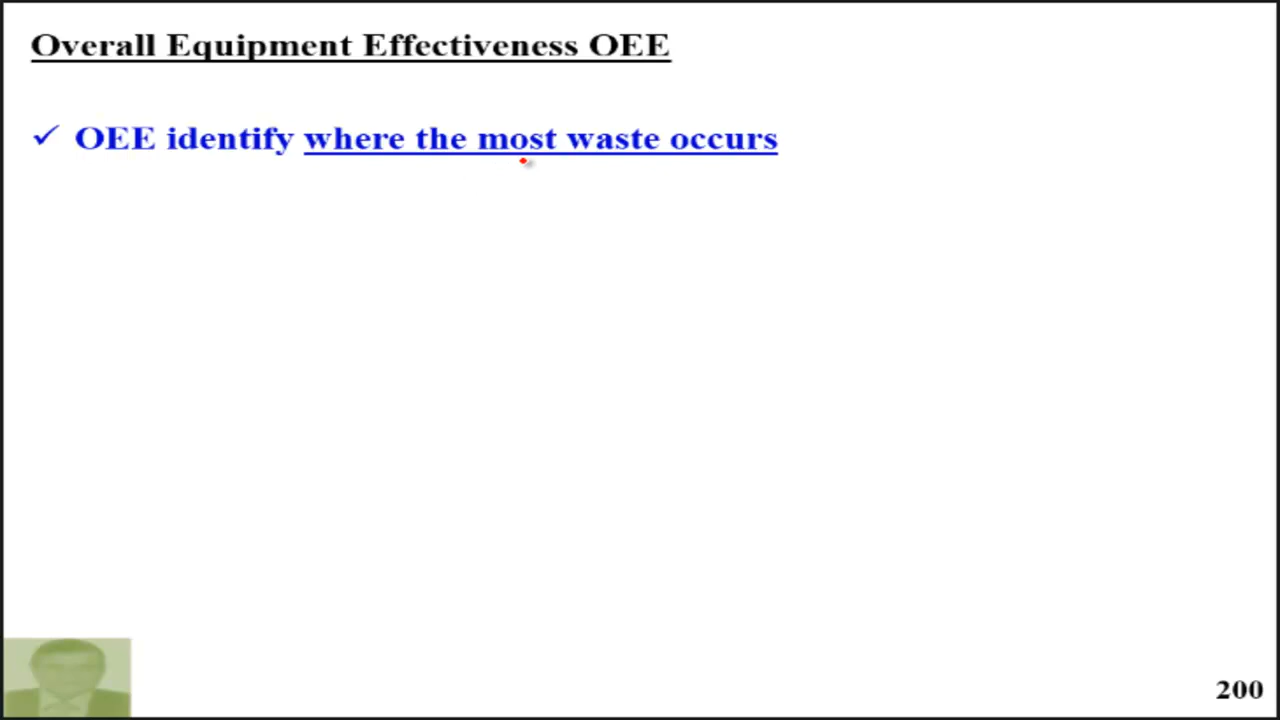 Overall Equipment Effectiveness OEE
✓ OEE identify where the most waste occurs
200